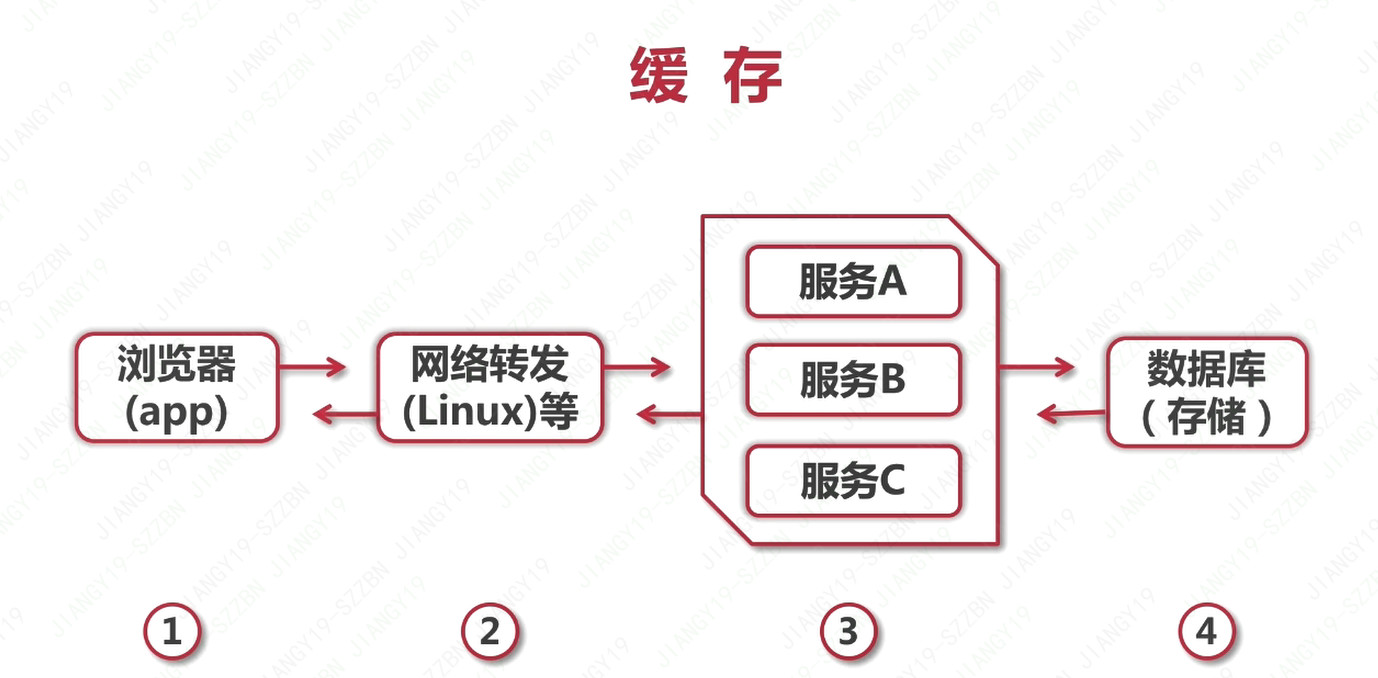 缓 存
浏览器
(app)
网络转发
(Linux)等
服务A
服务B
服务C
数据库
（存储）
1
2
3
4
JIANGY19-SZZBN